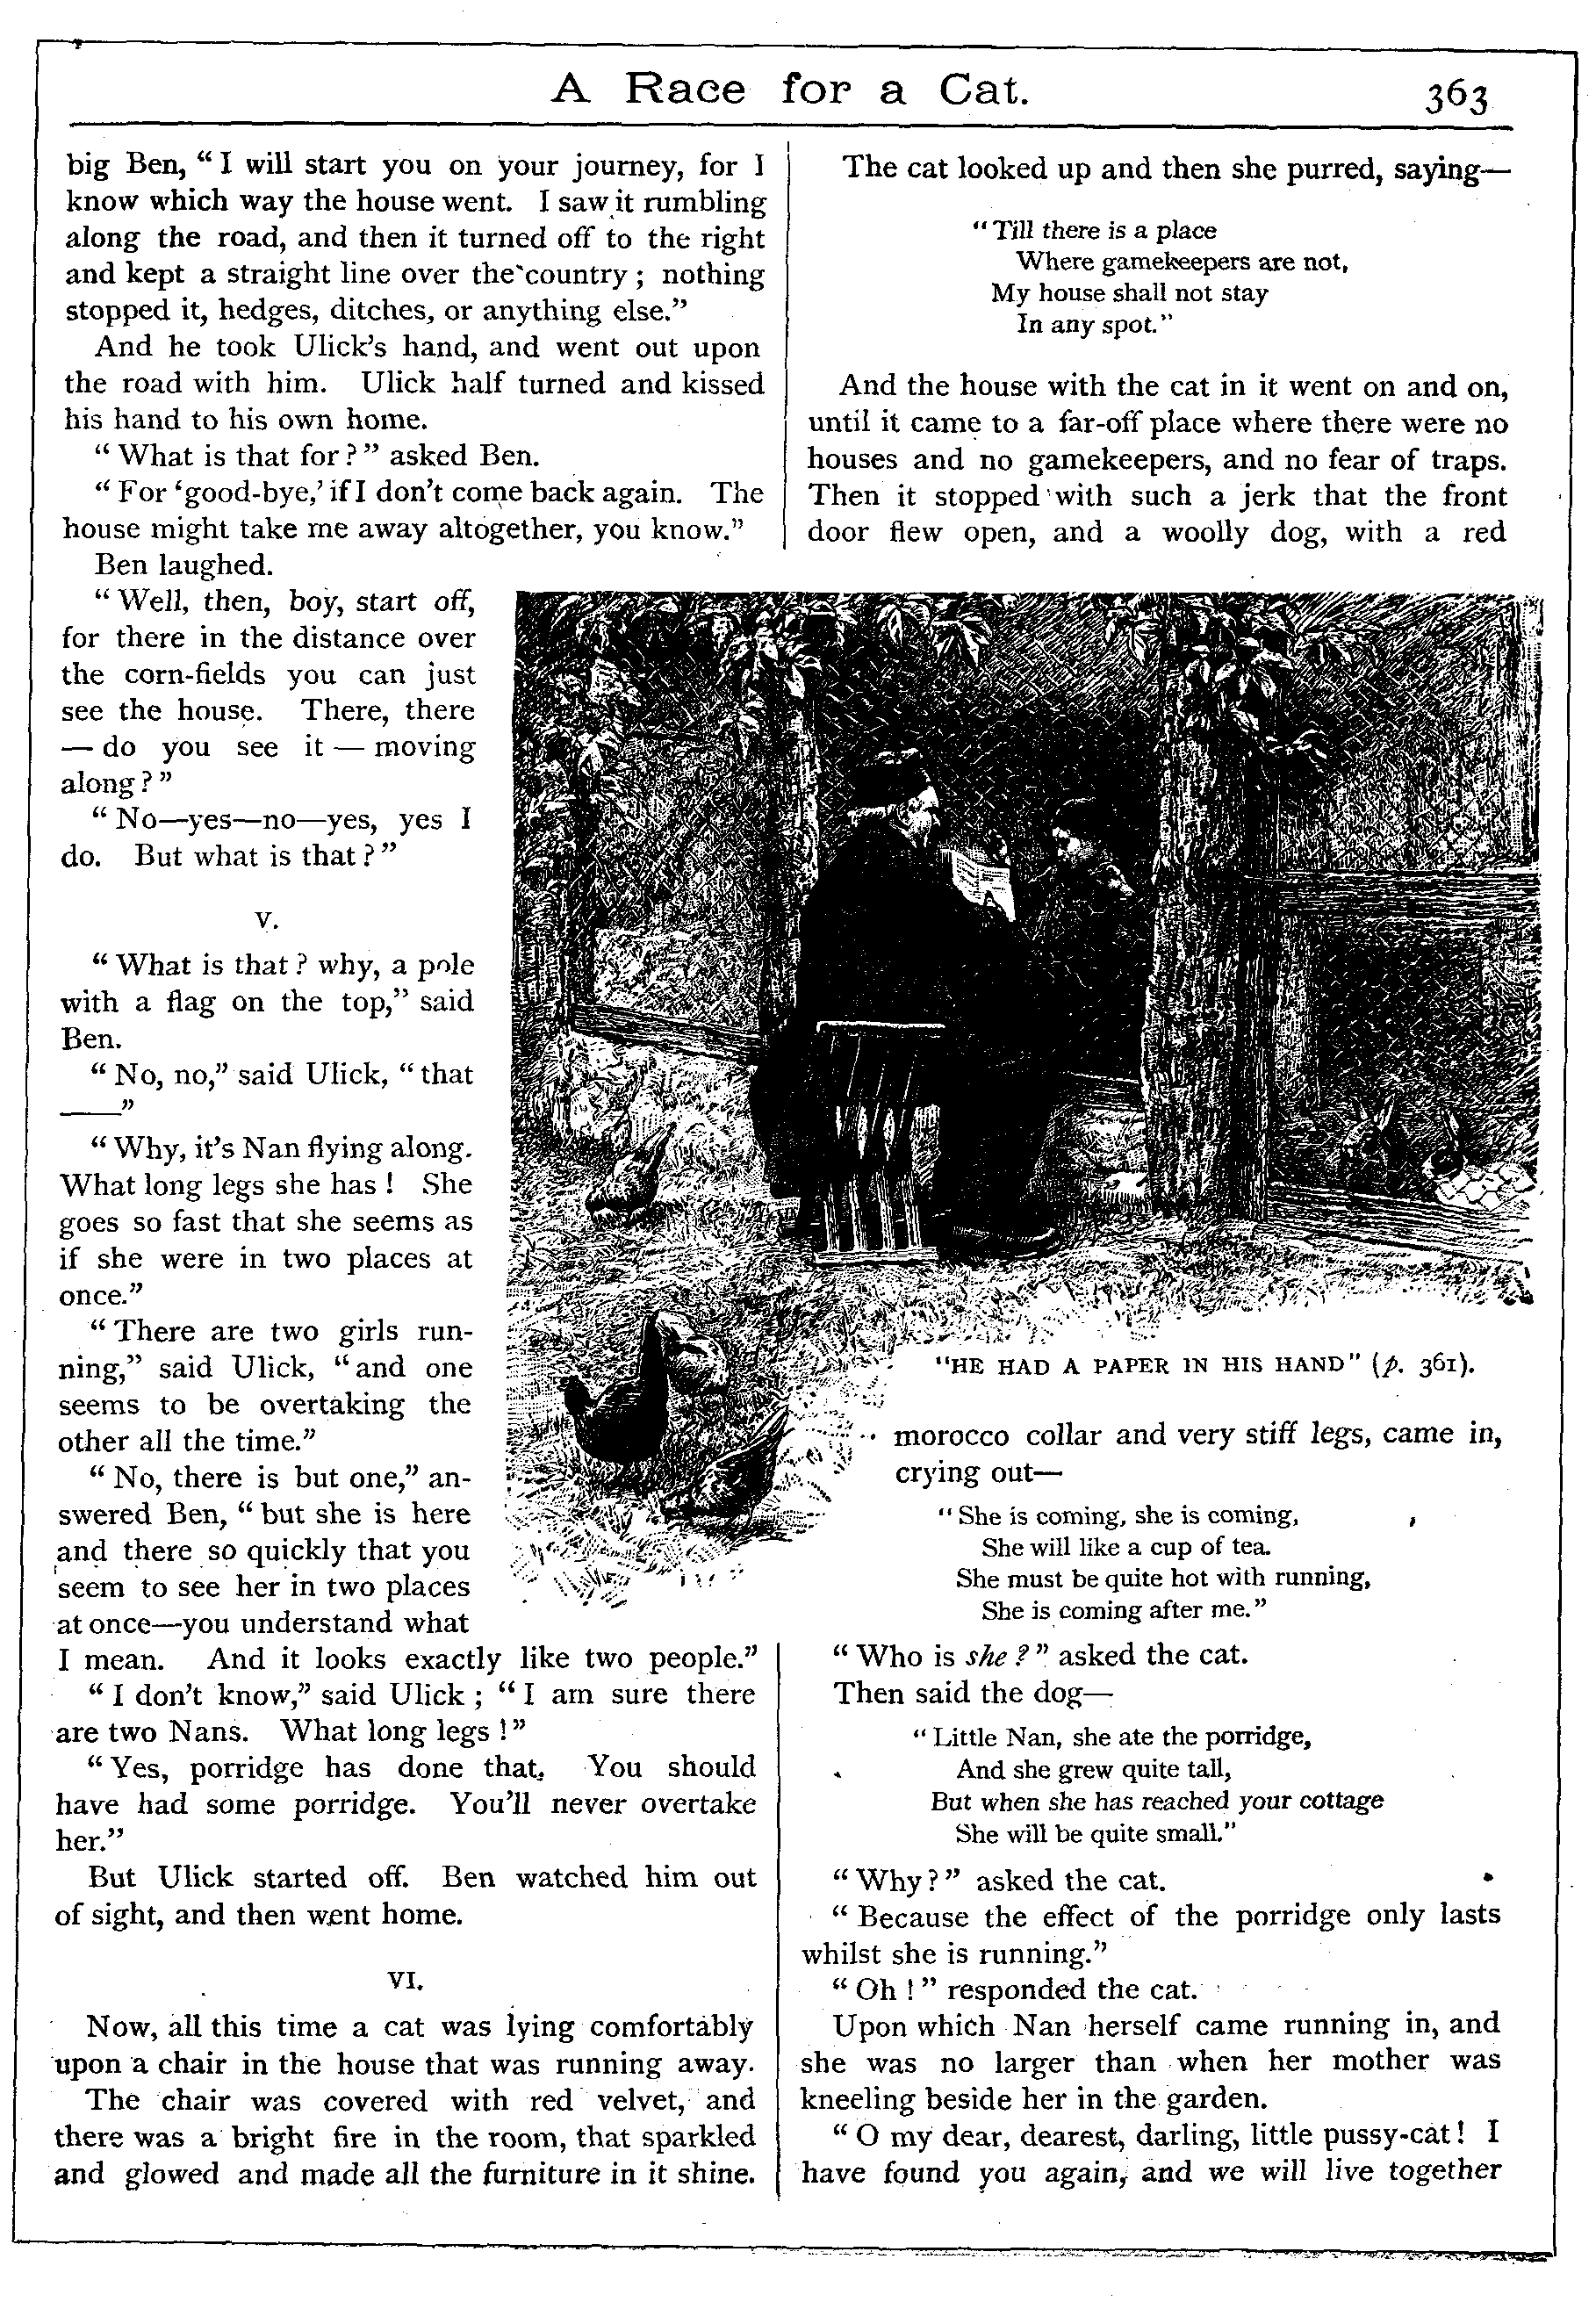 A Race for a Cat.
363
big Ben, “I will start you on your journey, for I
know which way the house went. I saw it rumbling
along the road, and then it turned off to the right
and kept a straight line over the country; nothing
stopped it, hedges, ditches, or anything else.”
And he took Ulick’s hand, and went out upon
the road with him. Ulick half turned and kissed
his hand to his own home.
“What is that for?” asked Ben.
“For ‘good-bye,’ if I don’t come back again. The
house might take me away altogether, you know.”
Ben laughed.
“Well, then, boy, start off,
for there in the distance over
the corn-fields you can just
see the house. There, there
— do you see it — moving
along?”
“No—yes—no—yes, yes I
do. But what is that?”
V.
“What is that? why, a pole
with a flag on the top,” said
Ben.
“No, no,” said Ulick, “that
——”
“Why, it’s Nan flying along.
What long legs she has! She
goes so fast that she seems as
if she were in two places at
once.”
“There are two girls run-
ning,” said Ulick, “and one
seems to be overtaking the
other all the time.”
“No, there is but one,” an-
swered Ben, “but she is here
and there so quickly that you
seem to see her in two places
at once—you understand what
I mean. And it looks exactly like two people.”
“I don’t know,” said Ulick; “I am sure there
are two Nans. What long legs!”
“Yes, porridge has done that. You should
have had some porridge. You’ll never overtake
her.”
But Ulick started off. Ben watched him out
of sight, and then went home.
VI.
Now, all this time a cat was lying comfortably
upon a chair in the house that was running away.
The chair was covered with red velvet, and
there was a bright fire in the room, that sparkled
and glowed and made all the furniture in it shine.
The cat looked up and then she purred, saying—
“Till there is a place
Where gamekeepers are not,
My house shall not stay
In any spot.”
And the house with the cat in it went on and on,
until it came to a far-off place where there were no
houses and no gamekeepers, and no fear of traps.
Then it stopped with such a jerk that the front
door flew open, and a woolly dog, with a red
“HE HAD A PAPER IN HIS HAND” (p. 361).
morocco collar and very stiff legs, came in,
crying out—
“She is coming, she is coming,
She will like a cup of tea.
She must be quite hot with running,
She is coming after me.”
“Who is she?” asked the cat.
Then said the dog—
“Little Nan, she ate the porridge,
And she grew quite tall,
But when she has reached your cottage
She will be quite small.”
“Why?” asked the cat.
“Because the effect of the porridge only lasts
whilst she is running.”
“Oh!” responded the cat.
Upon which Nan herself came running in, and
she was no larger than when her mother was
kneeling beside her in the garden.
“O my dear, dearest, darling, little pussy-cat! I
have found you again, and we will live together